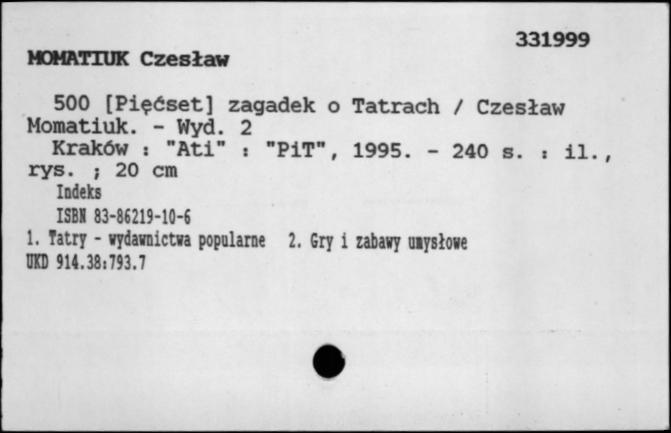 331999
MOMATIUK Czesław
500 [Pięćset] zagadek o Tatrach / Czesław
Momatiuk. - Wyd. 2
Kraków : "Ati" : "PiT", 1995. - 240 s. : il.,
rys. ; 20 cm
Indeks
ISBN 83-86219-10-6
1. Tatry - wydawnictwa popularne 2. Gry i zabawy umysłowe
UKD 914.38:793.7